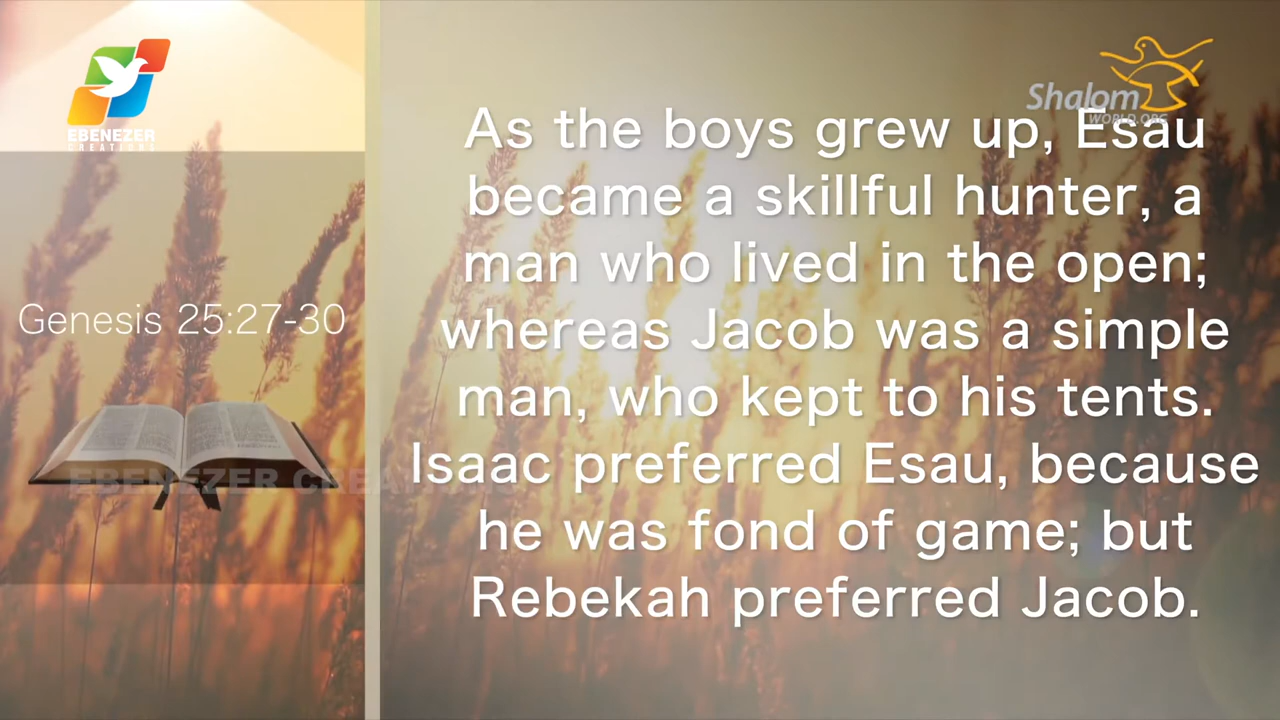 EBENEZER
CREATIONS
Shalom
WORLD.ORG
Genesis 25:27-30
As the boys grew up, Esau
became a skillful hunter, a
man who lived in the open;
whereas Jacob was a simple
man, who kept to his tents.
Isaac preferred Esau, because
he was fond of game; but
Rebekah preferred Jacob.